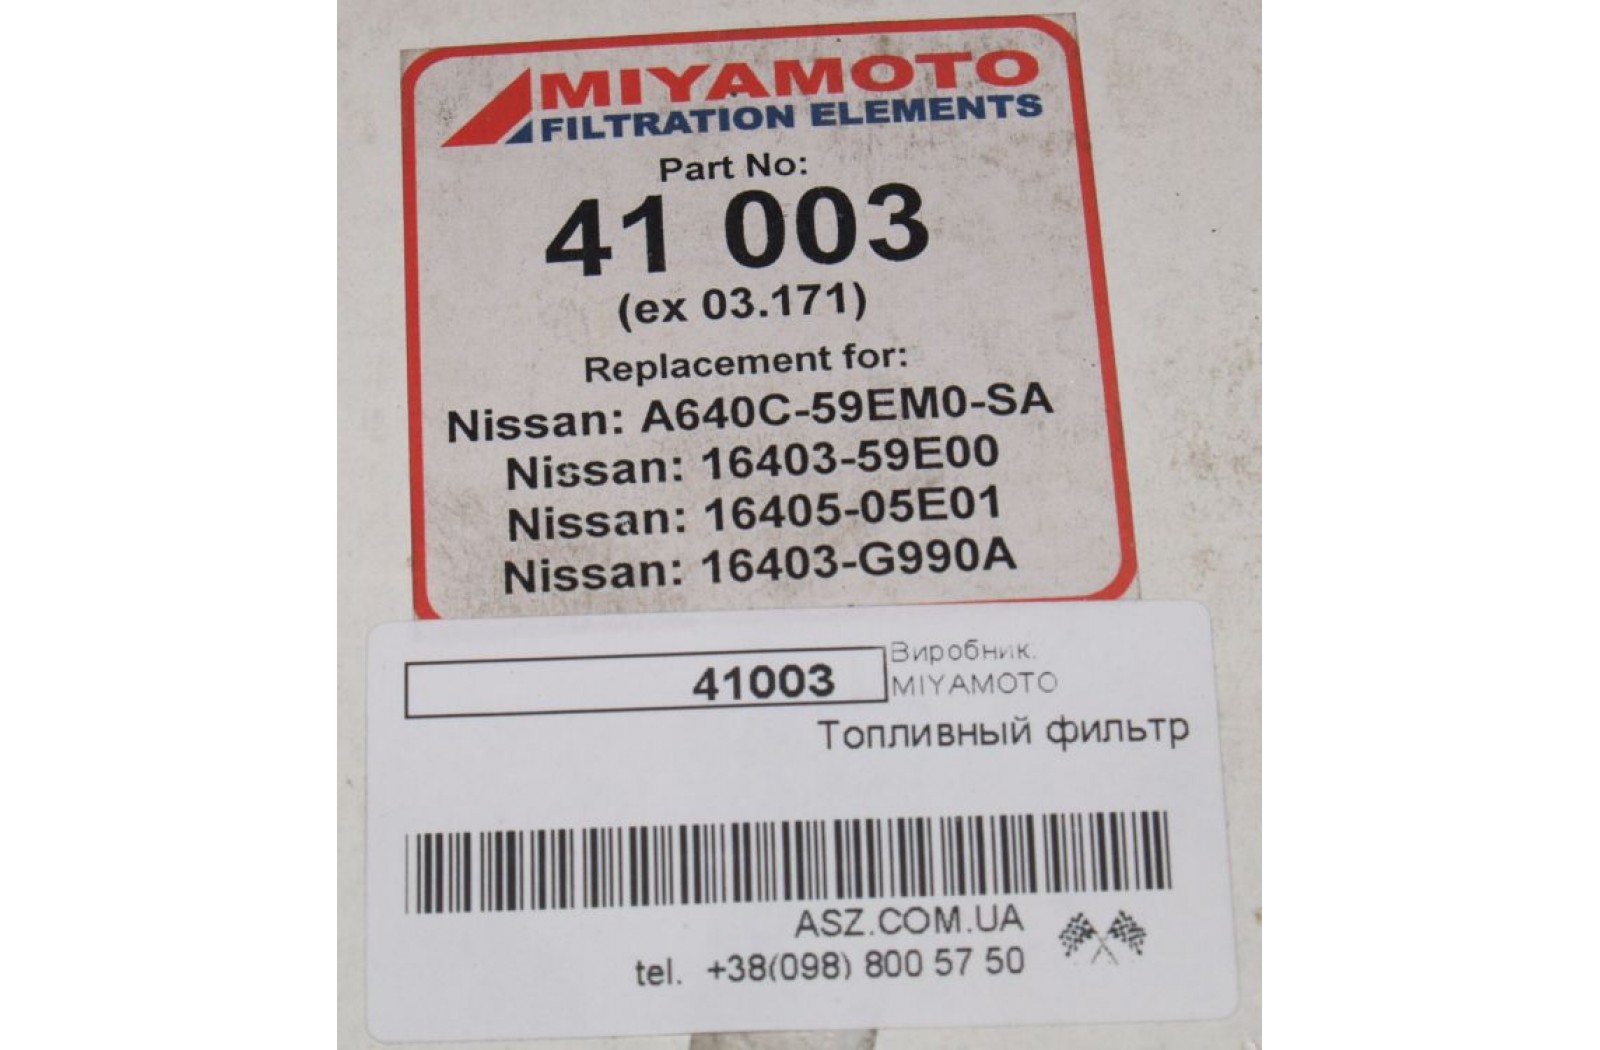 MIYAMOTO
FILTRATION ELEMENTS
Part No:
41 003
(ex 03.171)
Replacement for:
Nissan: A640C-59EM0-SA
Nissan: 16403-59E00
Nissan: 16405-05E01
Nissan: 16403-G990A
41003
Виробник.
MIYAMOTO
Топливный фильтр
ASZ.COM.UA
tel. +38(098) 800 57 50